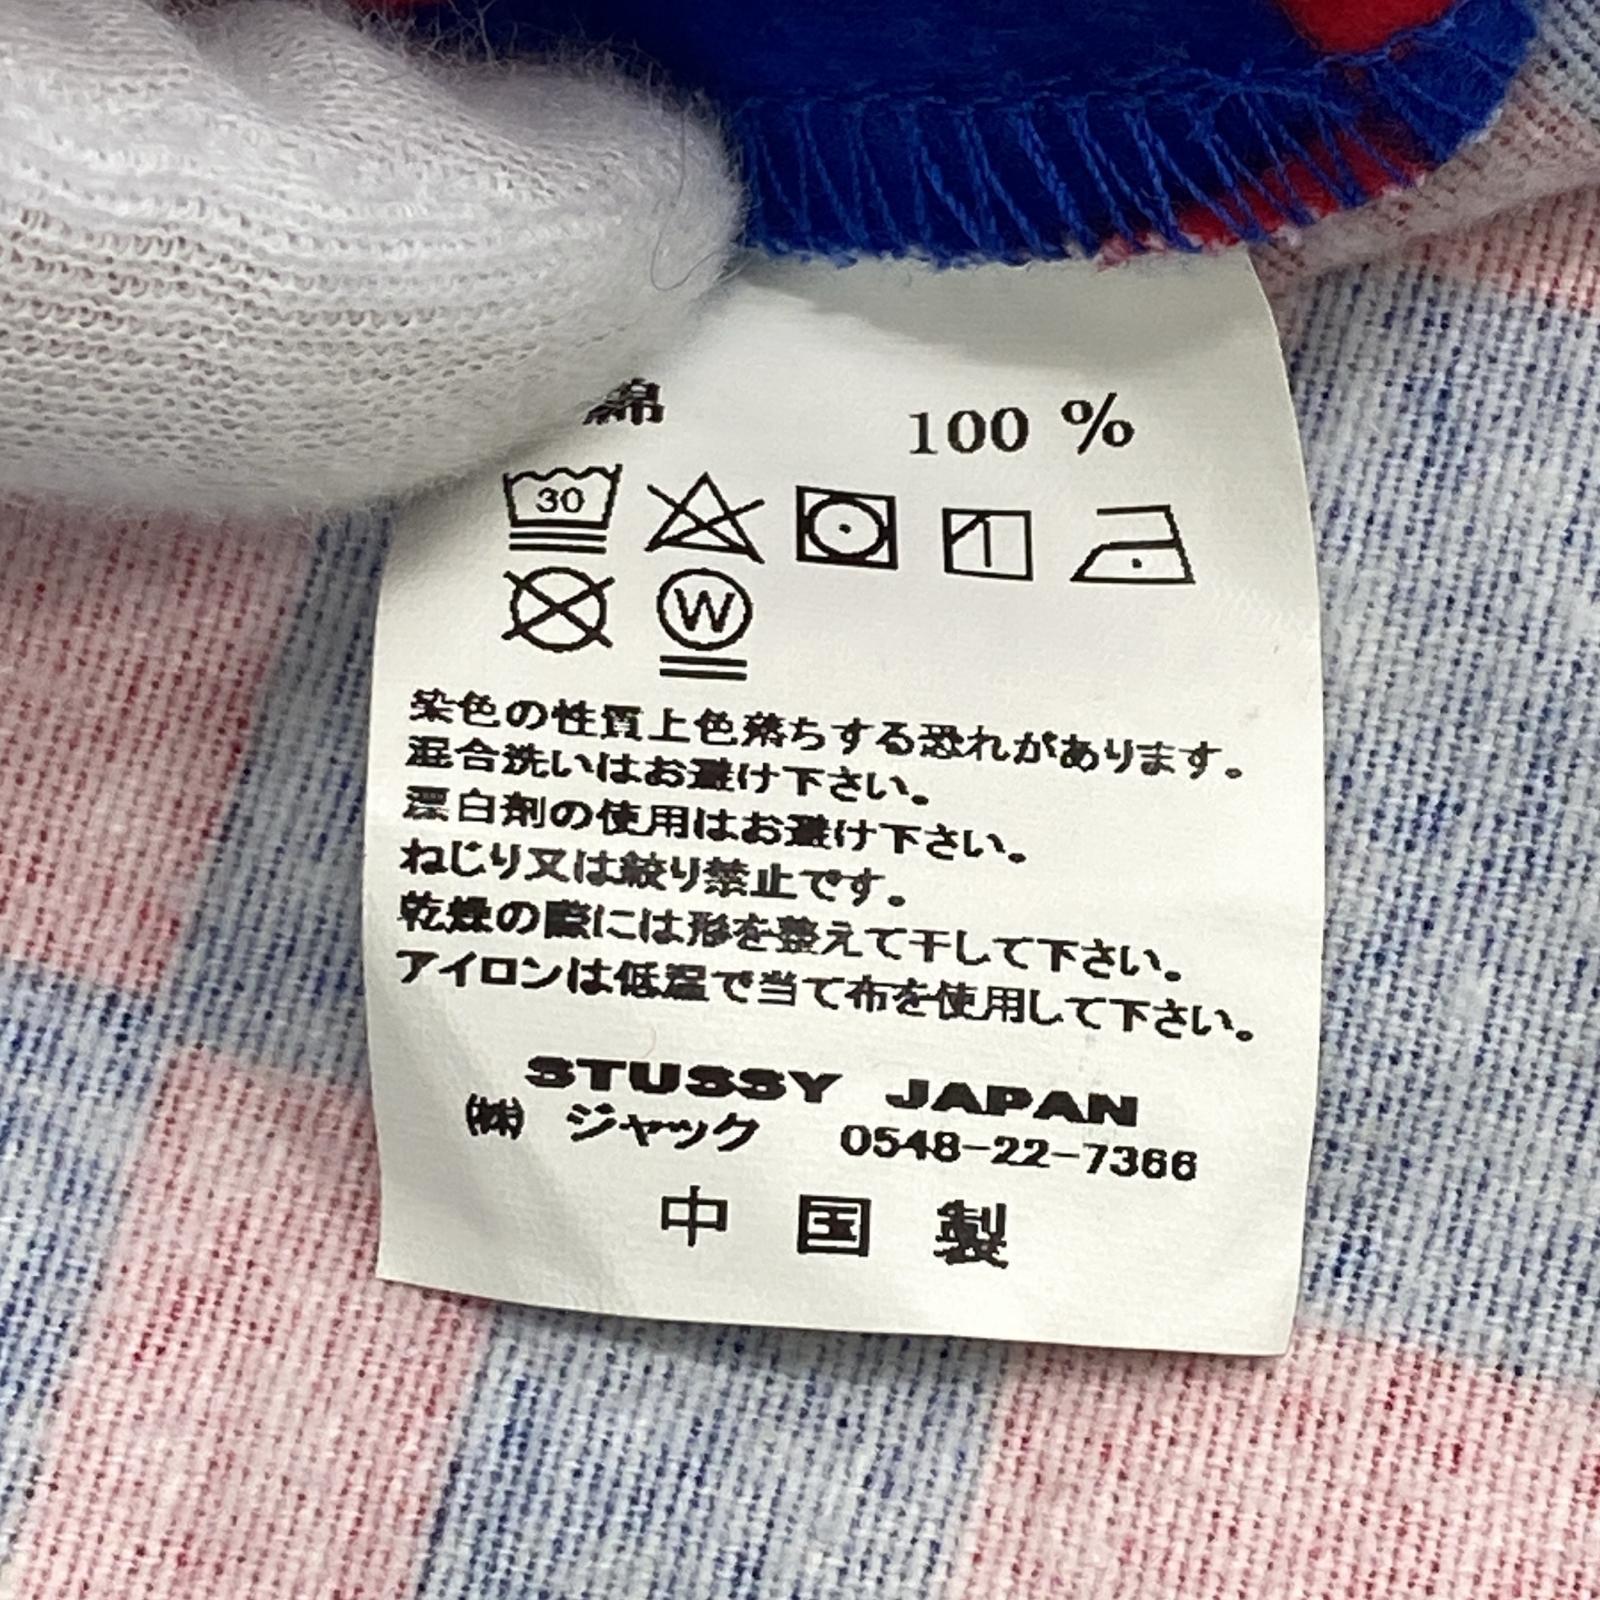 綿 100 %
30
W
染色の性質上色落ちする恐れがあります。
混合洗いはお避け下さい。
漂白剤の使用はお避け下さい。
ねじり又は絞り禁止です。
乾燥の際には形を整えて干して下さい。
アイロンは低温で当て布を使用して下さい。
STUSSY JAPAN
㈱ ジャック 0548-22-7366
中国製